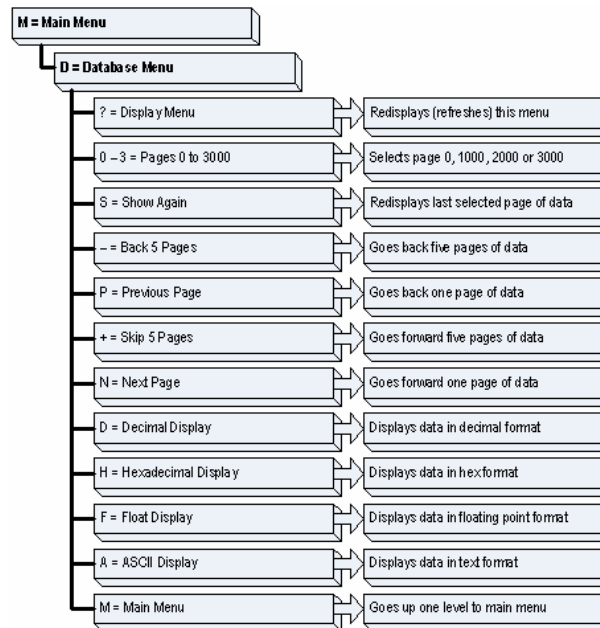 M = Main Menu
D = Database Menu
? = Display Menu
Redisplays (refreshes) this menu
0 – 3 = Pages 0 to 3000
Selects page 0, 1000, 2000 or 3000
S = Show Again
Redisplays last selected page of data
– = Back 5 Pages
Goes back five pages of data
P = Previous Page
Goes back one page of data
+ = Skip 5 Pages
Goes forward five pages of data
N = Next Page
Goes forward one page of data
D = Decimal Display
Displays data in decimal format
H = Hexadecimal Display
Displays data in hex format
F = Float Display
Displays data in floating point format
A = ASCII Display
Displays data in text format
M = Main Menu
Goes up one level to main menu